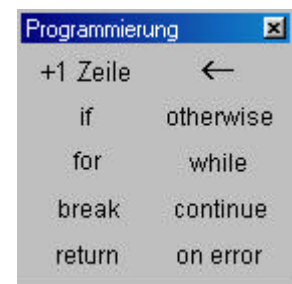 Programmierung
+1 Zeile ←
if otherwise
for while
break continue
return on error